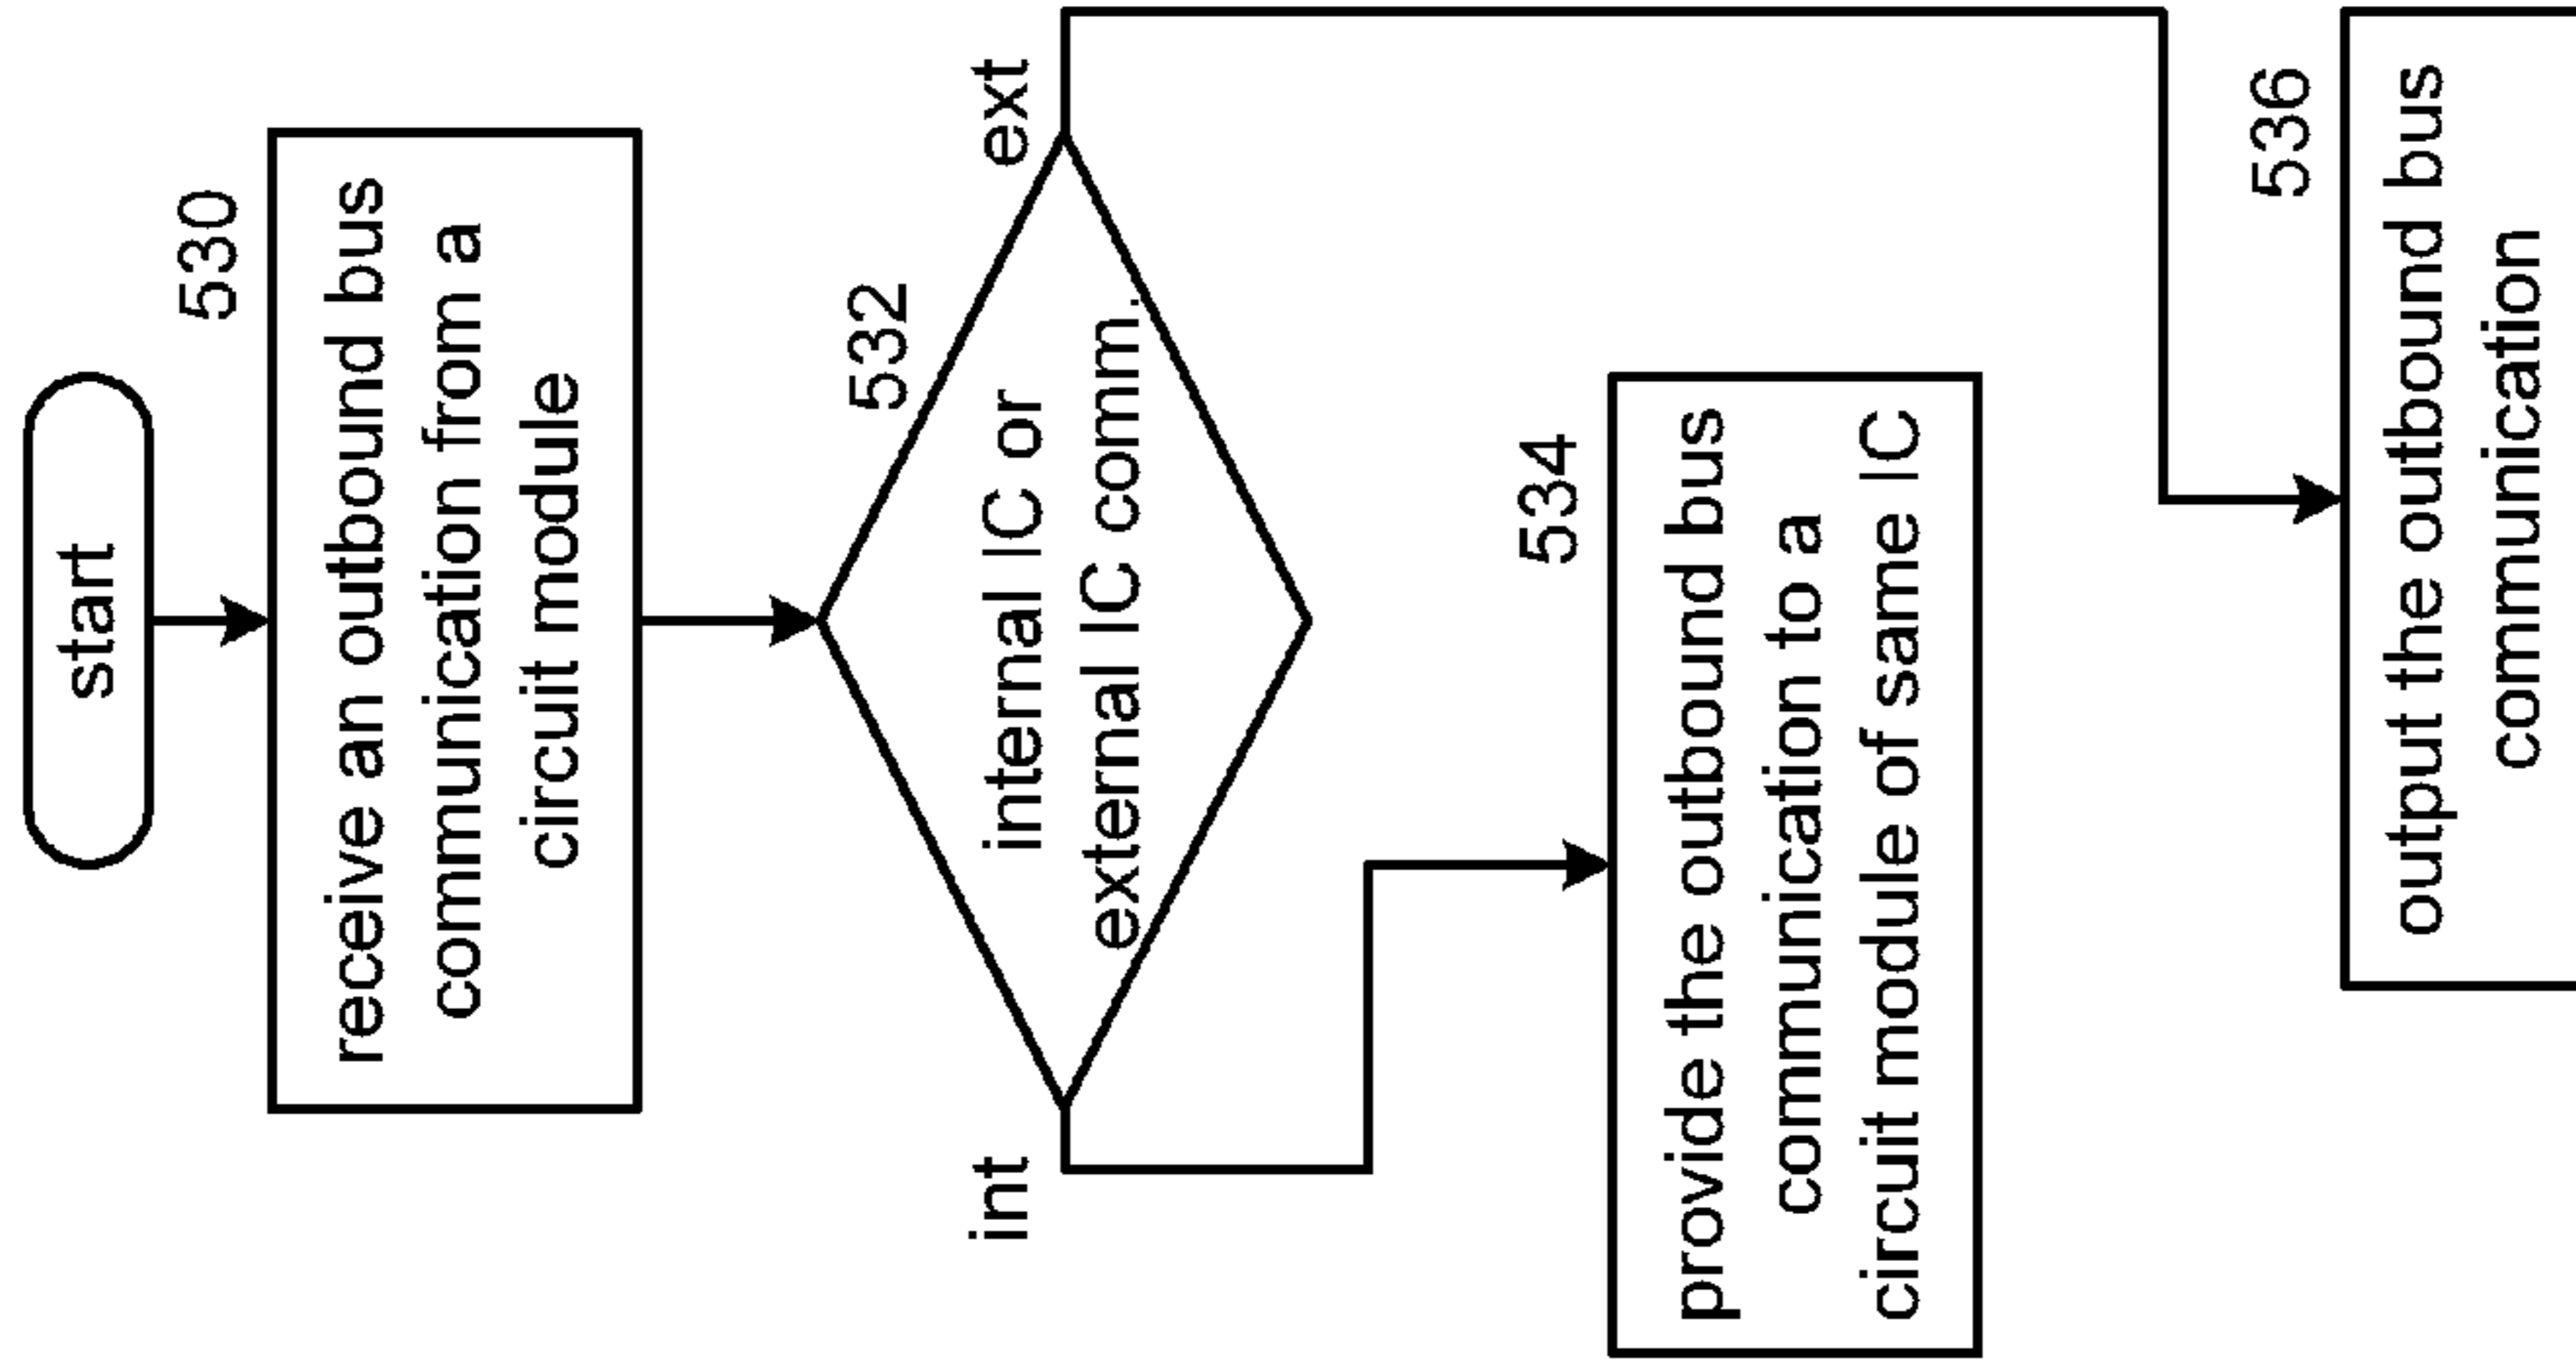 start
530
receive an outbound bus
communication from a
circuit module
532
internal IC or
external IC comm.
int
ext
534
provide the outbound bus
communication to a
circuit module of same IC
536
output the outbound bus
communication